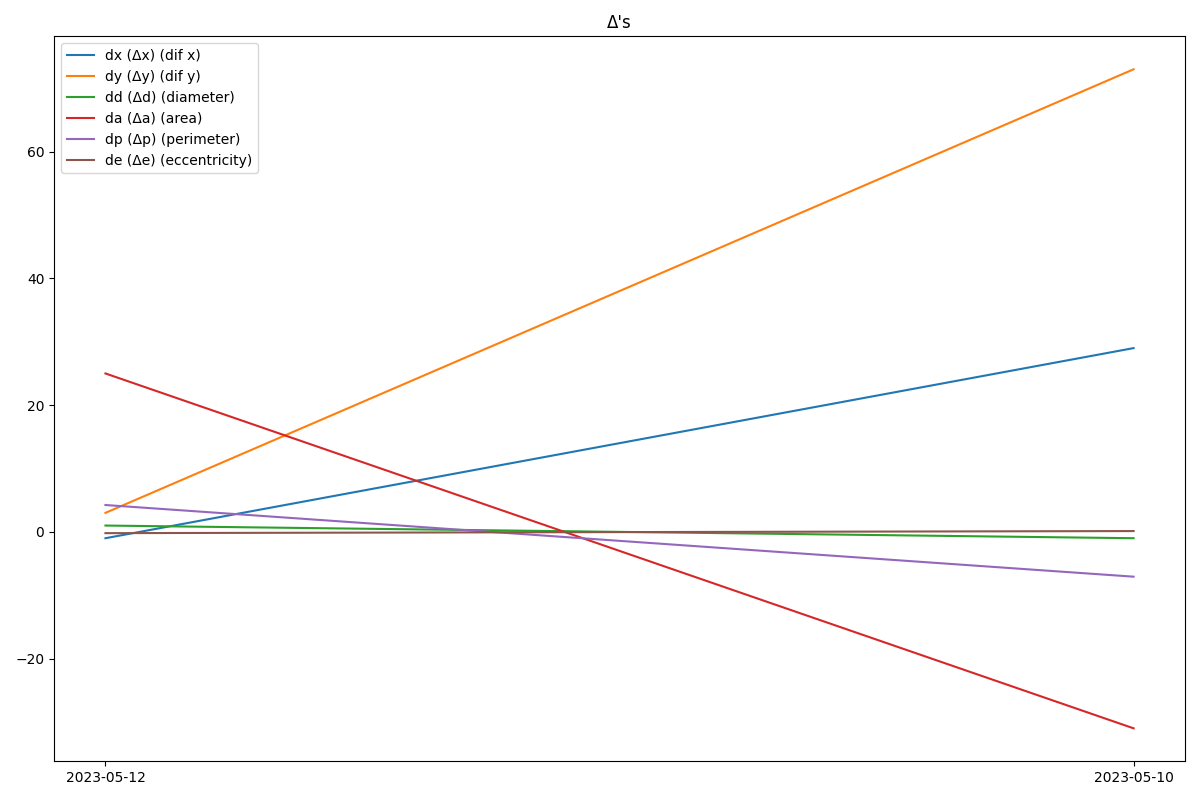 Δ's
dx (Δx) (dif x)
dy (Δy) (dif y)
dd (Δd) (diameter)
da (Δa) (area)
dp (Δp) (perimeter)
de (Δe) (eccentricity)
60
40
20
0
−20
2023-05-12
2023-05-10